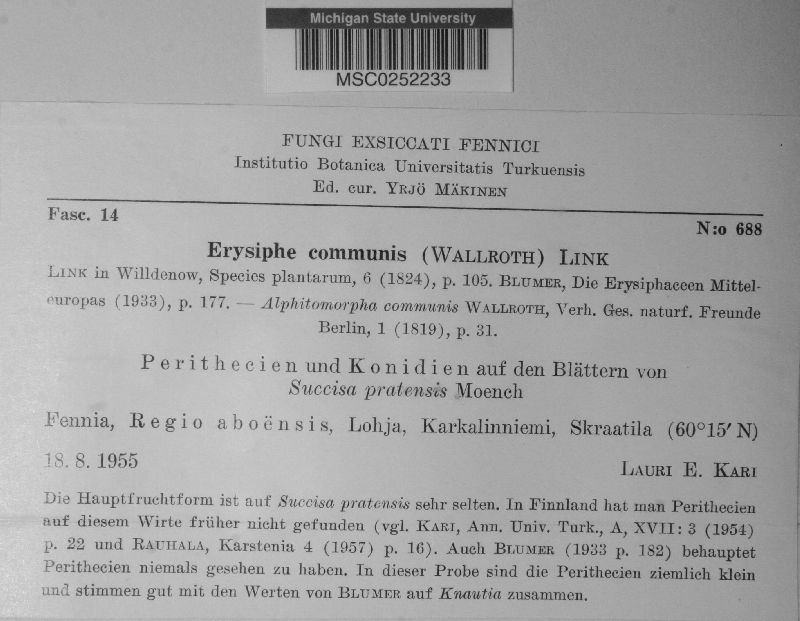 Michigan State University
MSC0252233
FUNGI EXSICCATI FENNICI
Institutio Botanica Universitatis Turkuensis
Ed. cur. YRJÖ MÄKINEN
Fasc. 14
N:o 688
Erysiphe communis (WALLROTH) LINK
LINK in Willdenow, Species plantarum, 6 (1824), p. 105. BLUMER, Die Erysiphaceen Mittel-
europas (1933), p. 177. — Alphitomorpha communis WALLROTH, Verh. Ges. naturf. Freunde
Berlin, 1 (1819), p. 31.
Perithecien und Konidien auf den Blättern von
Succisa pratensis Moench
Fennia, Regio aboënsis, Lohja, Karkalinniemi, Skraatila (60°15' N)
18. 8. 1955
LAURI E. KARI
Die Hauptfruchtform ist auf Succisa pratensis sehr selten. In Finnland hat man Perithecien
auf diesem Wirte früher nicht gefunden (vgl. KARI, Ann. Univ. Turk., A, XVII: 3 (1954)
p. 22 und RAUHALA, Karstenia 4 (1957) p. 16). Auch BLUMER (1933 p. 182) behauptet
Perithecien niemals gesehen zu haben. In dieser Probe sind die Perithecien ziemlich klein
und stimmen gut mit den Werten von BLUMER auf Knautia zusammen.